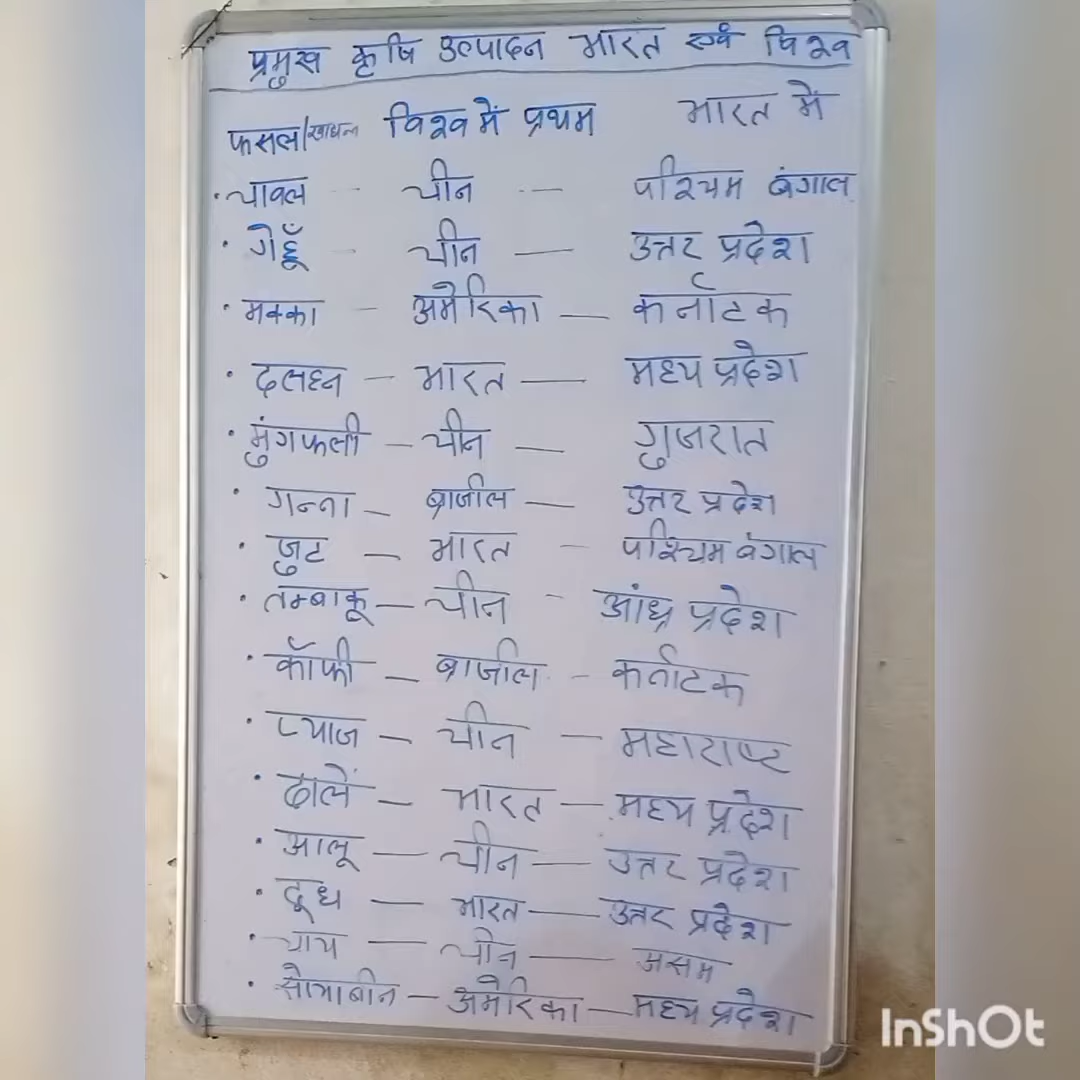 प्रमुख कृषि उत्पादन भारत एवं विश्व
फसल/खाद्यान्न विश्व में प्रथम भारत में
• चावल - चीन - पश्चिम बंगाल
• गेहूँ - चीन - उत्तर प्रदेश
• मक्का - अमेरिका - कर्नाटक
• दलहन - भारत - मध्य प्रदेश
• मुंगफली - चीन - गुजरात
• गन्ना - ब्राजील - उत्तर प्रदेश
• जुट - भारत - पश्चिम बंगाल
• तम्बाकू - चीन - आंध्र प्रदेश
• कॉफी - ब्राजील - कर्नाटक
• प्याज - चीन - महाराष्ट
• दालें - भारत - मध्य प्रदेश
• आलू - चीन - उत्तर प्रदेश
• दूध - भारत - उत्तर प्रदेश
• चाय - चीन - असम
• सोयाबीन - अमेरिका - मध्य प्रदेश
InShOt